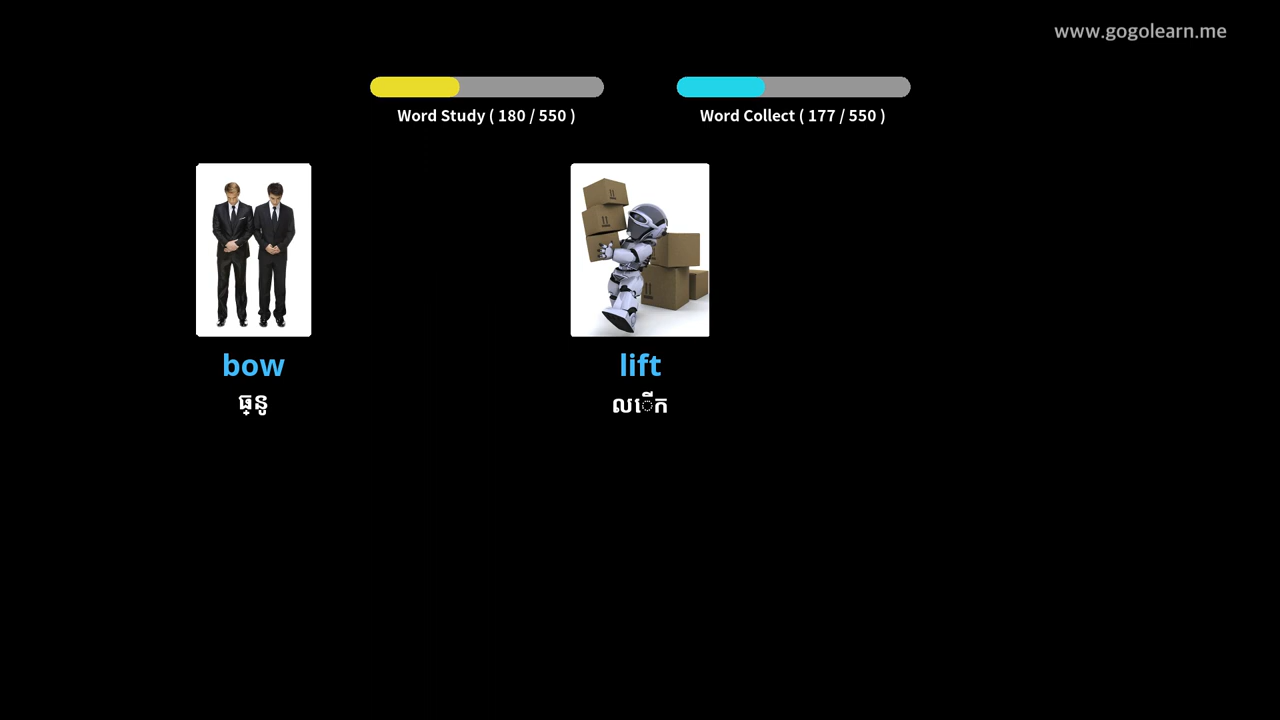 www.gogolearn.me
Word Study ( 180 / 550 )
Word Collect ( 177 / 550 )
bow
lift
ធ្នូ
លើក